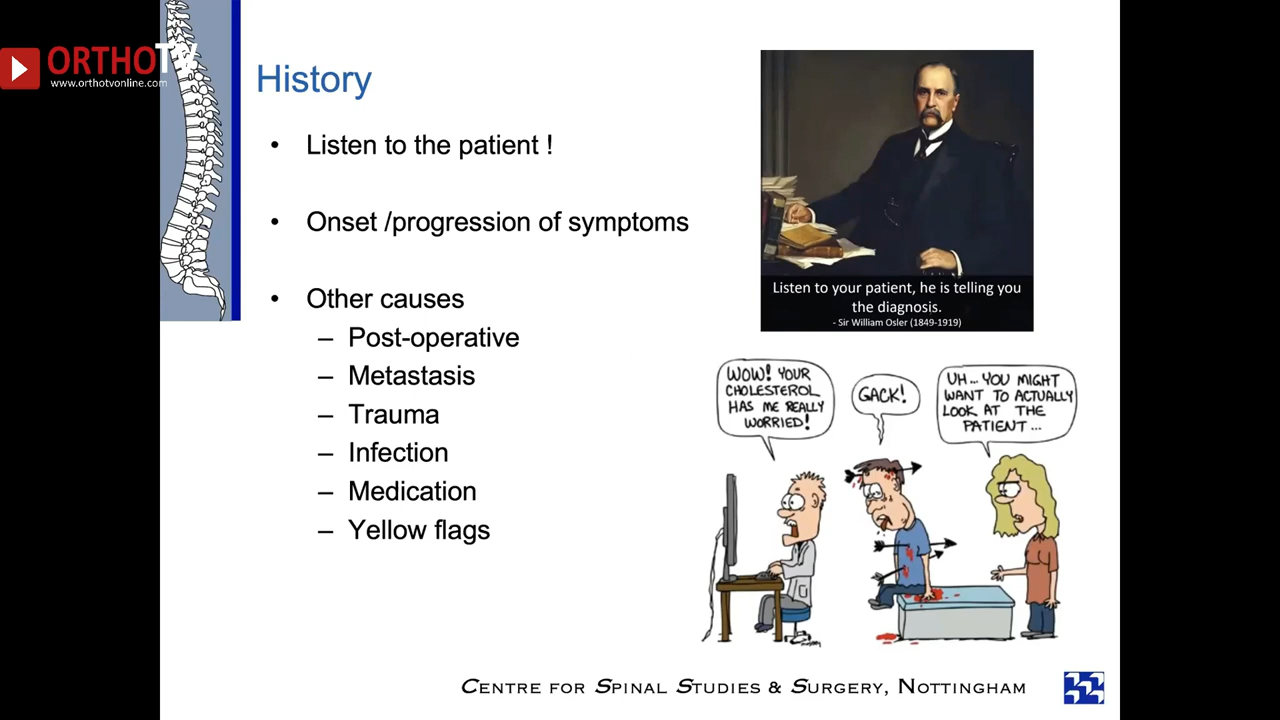 ORTHOTV
www.orthotvonline.com
History
• Listen to the patient !
• Onset /progression of symptoms
• Other causes
– Post-operative
– Metastasis
– Trauma
– Infection
– Medication
– Yellow flags
Listen to your patient, he is telling you
the diagnosis.
- Sir William Osler (1849-1919)
WOW! YOUR
CHOLESTEROL
HAS ME REALLY
WORRIED!
GACK!
UH... YOU MIGHT
WANT TO ACTUALLY
LOOK AT THE
PATIENT...
CENTRE FOR SPINAL STUDIES & SURGERY, NOTTINGHAM